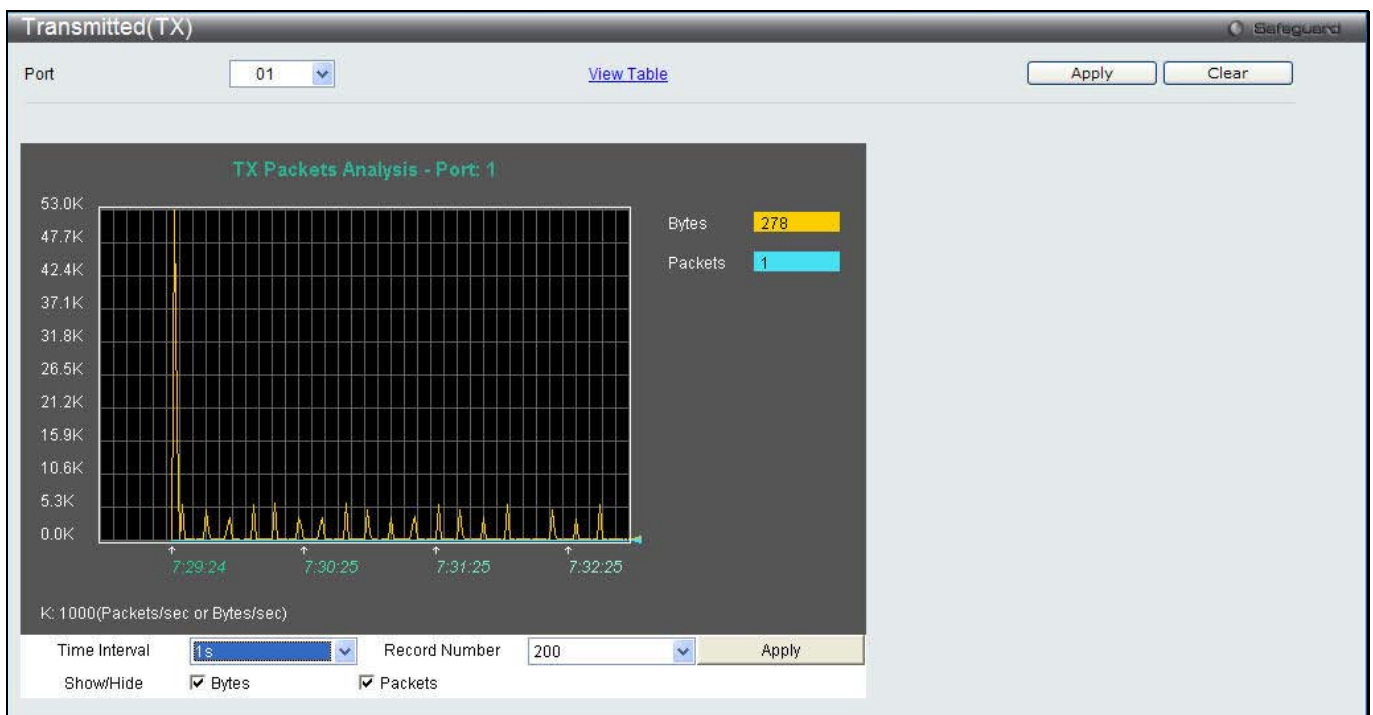 Transmitted(TX)
Safeguard
Port 01 View Table Apply Clear
TX Packets Analysis - Port: 1
53.0K
47.7K
42.4K
37.1K
31.8K
26.5K
21.2K
15.9K
10.6K
5.3K
0.0K
Bytes 278
Packets 1
7:29:24 7:30:25 7:31:25 7:32:25
K: 1000(Packets/sec or Bytes/sec)
Time Interval 1s Record Number 200 Apply
Show/Hide Bytes Packets